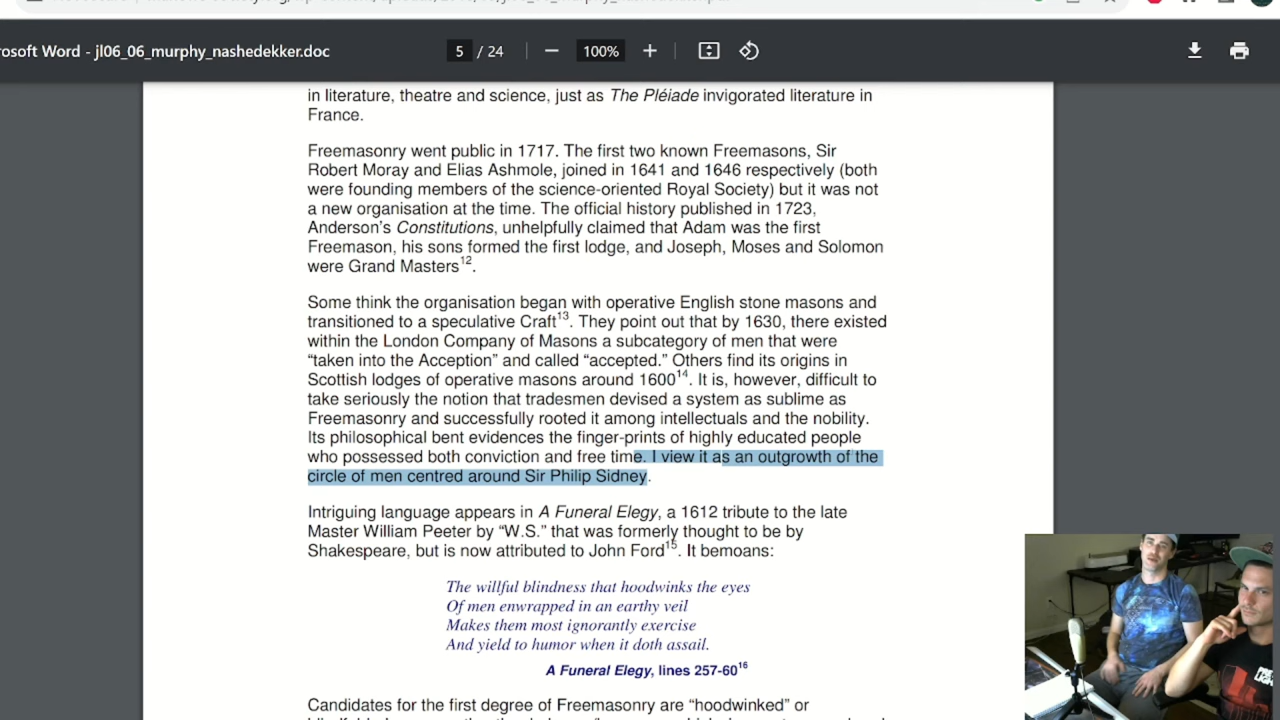 rosoft Word - jl06_06_murphy_nashedekker.doc
5 / 24
100%
in literature, theatre and science, just as The Pléiade invigorated literature in
France.
Freemasonry went public in 1717. The first two known Freemasons, Sir
Robert Moray and Elias Ashmole, joined in 1641 and 1646 respectively (both
were founding members of the science-oriented Royal Society) but it was not
a new organisation at the time. The official history published in 1723,
Anderson's Constitutions, unhelpfully claimed that Adam was the first
Freemason, his sons formed the first lodge, and Joseph, Moses and Solomon
were Grand Masters12.
Some think the organisation began with operative English stone masons and
transitioned to a speculative Craft13. They point out that by 1630, there existed
within the London Company of Masons a subcategory of men that were
“taken into the Acception” and called “accepted.” Others find its origins in
Scottish lodges of operative masons around 160014. It is, however, difficult to
take seriously the notion that tradesmen devised a system as sublime as
Freemasonry and successfully rooted it among intellectuals and the nobility.
Its philosophical bent evidences the finger-prints of highly educated people
who possessed both conviction and free time. I view it as an outgrowth of the
circle of men centred around Sir Philip Sidney.
Intriguing language appears in A Funeral Elegy, a 1612 tribute to the late
Master William Peeter by “W.S.” that was formerly thought to be by
Shakespeare, but is now attributed to John Ford15. It bemoans:
The willful blindness that hoodwinks the eyes
Of men enwrapped in an earthy veil
Makes them most ignorantly exercise
And yield to humor when it doth assail.
A Funeral Elegy, lines 257-6016
Candidates for the first degree of Freemasonry are “hoodwinked” or